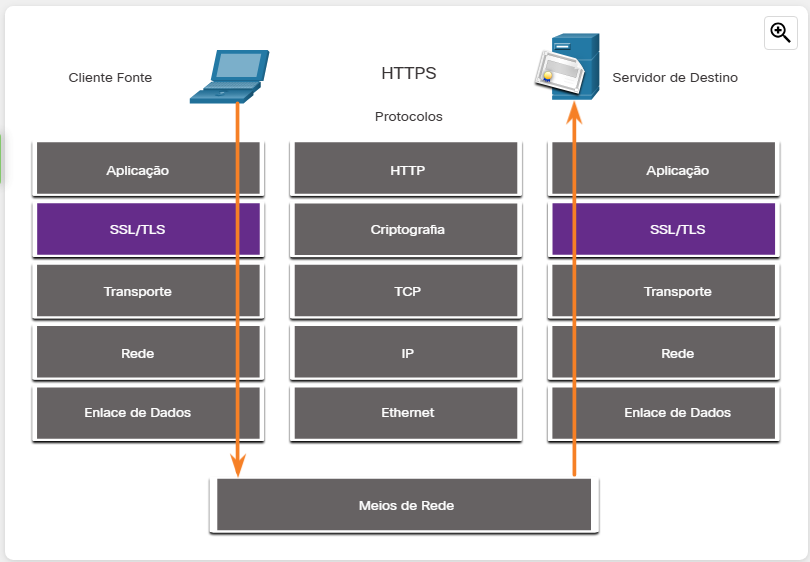 Cliente Fonte
HTTPS
Servidor de Destino
Protocolos
Aplicação
HTTP
Aplicação
SSL/TLS
Criptografia
SSL/TLS
Transporte
TCP
Transporte
Rede
IP
Rede
Enlace de Dados
Ethernet
Enlace de Dados
Meios de Rede